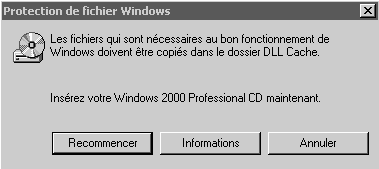 Protection de fichier Windows
Les fichiers qui sont nécessaires au bon fonctionnement de
Windows doivent être copiés dans le dossier DLL Cache.
Insérez votre Windows 2000 Professional CD maintenant.
Recommencer
Informations
Annuler